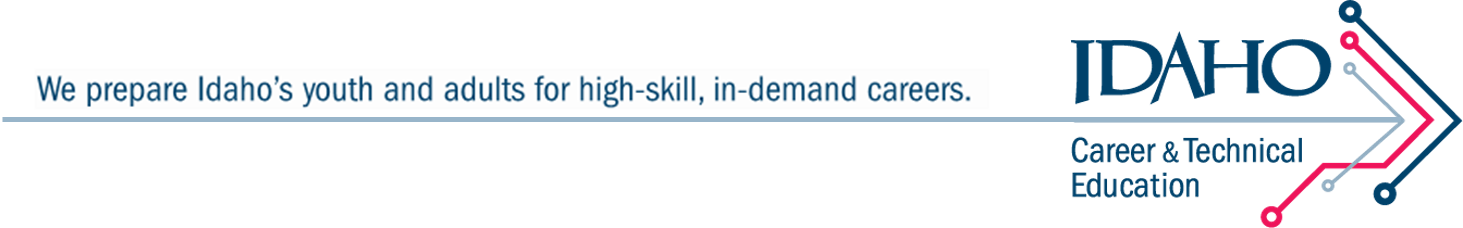 We prepare Idaho's youth and adults for high-skill, in-demand careers.
IDAHO
Career & Technical
Education